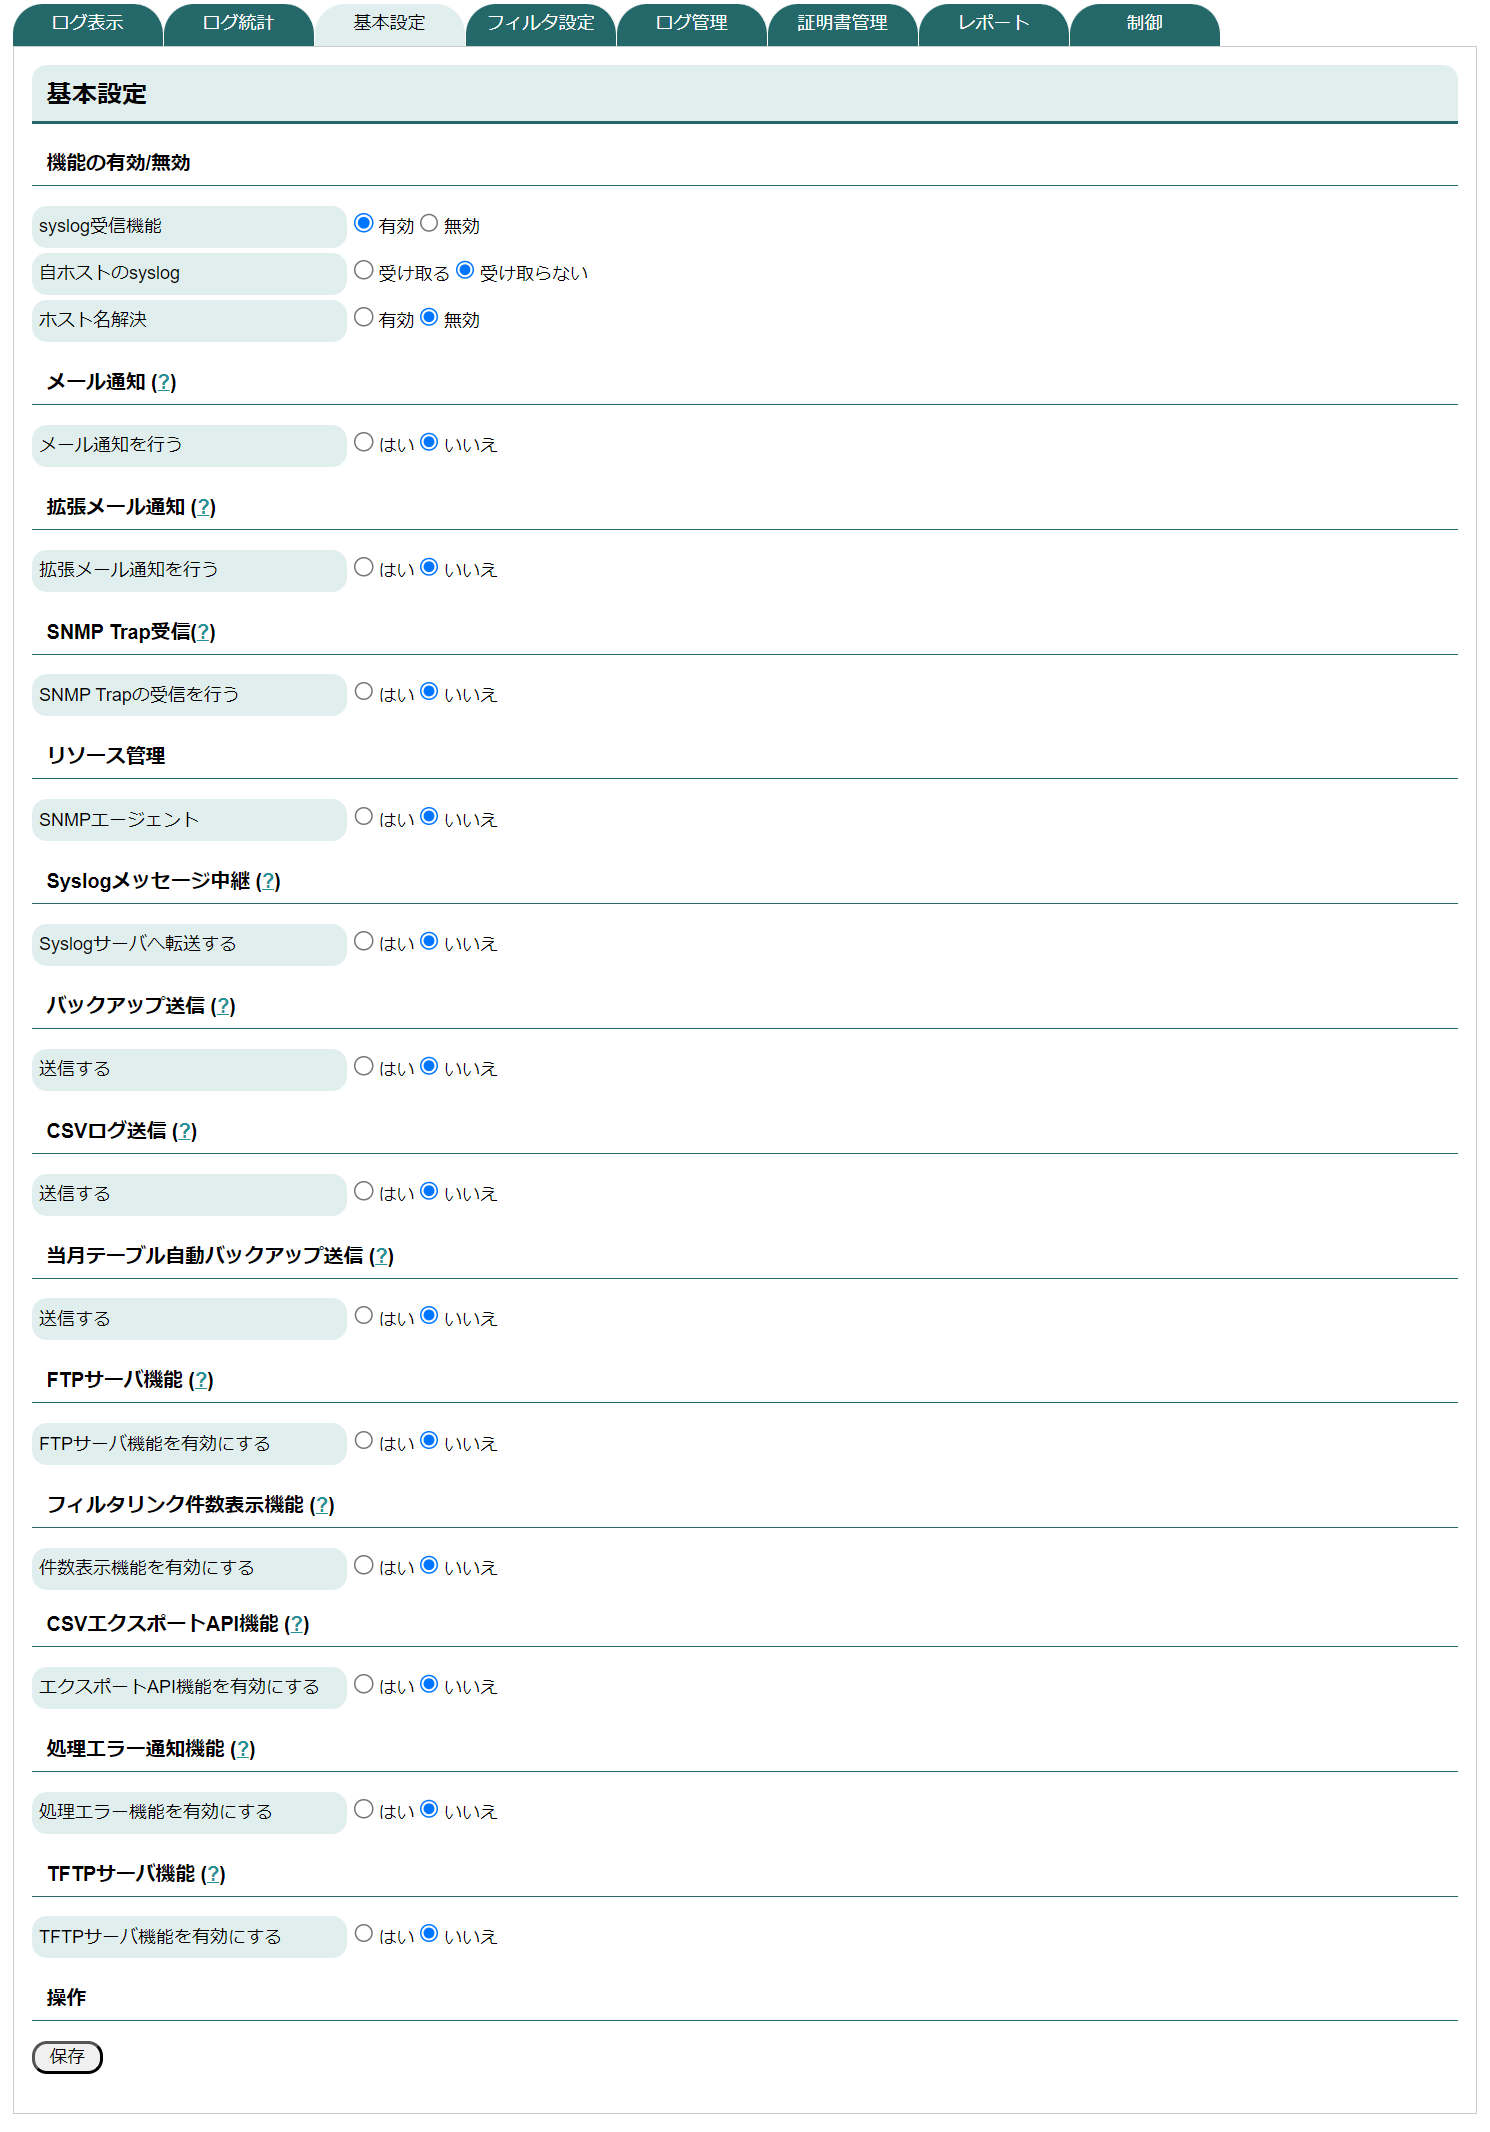 ログ表示 ログ統計 基本設定 フィルタ設定 ログ管理 証明書管理 レポート 制御
基本設定
機能の有効/無効
syslog受信機能 有効 無効
自ホストのsyslog 受け取る 受け取らない
ホスト名解決 有効 無効
メール通知 (?)
メール通知を行う はい いいえ
拡張メール通知 (?)
拡張メール通知を行う はい いいえ
SNMP Trap受信(?)
SNMP Trapの受信を行う はい いいえ
リソース管理
SNMPエージェント はい いいえ
Syslogメッセージ中継 (?)
Syslogサーバへ転送する はい いいえ
バックアップ送信 (?)
送信する はい いいえ
CSVログ送信 (?)
送信する はい いいえ
当月テーブル自動バックアップ送信 (?)
送信する はい いいえ
FTPサーバ機能 (?)
FTPサーバ機能を有効にする はい いいえ
フィルタリンク件数表示機能 (?)
件数表示機能を有効にする はい いいえ
CSVエクスポートAPI機能 (?)
エクスポートAPI機能を有効にする はい いいえ
処理エラー通知機能 (?)
処理エラー機能を有効にする はい いいえ
TFTPサーバ機能 (?)
TFTPサーバ機能を有効にする はい いいえ
操作
保存